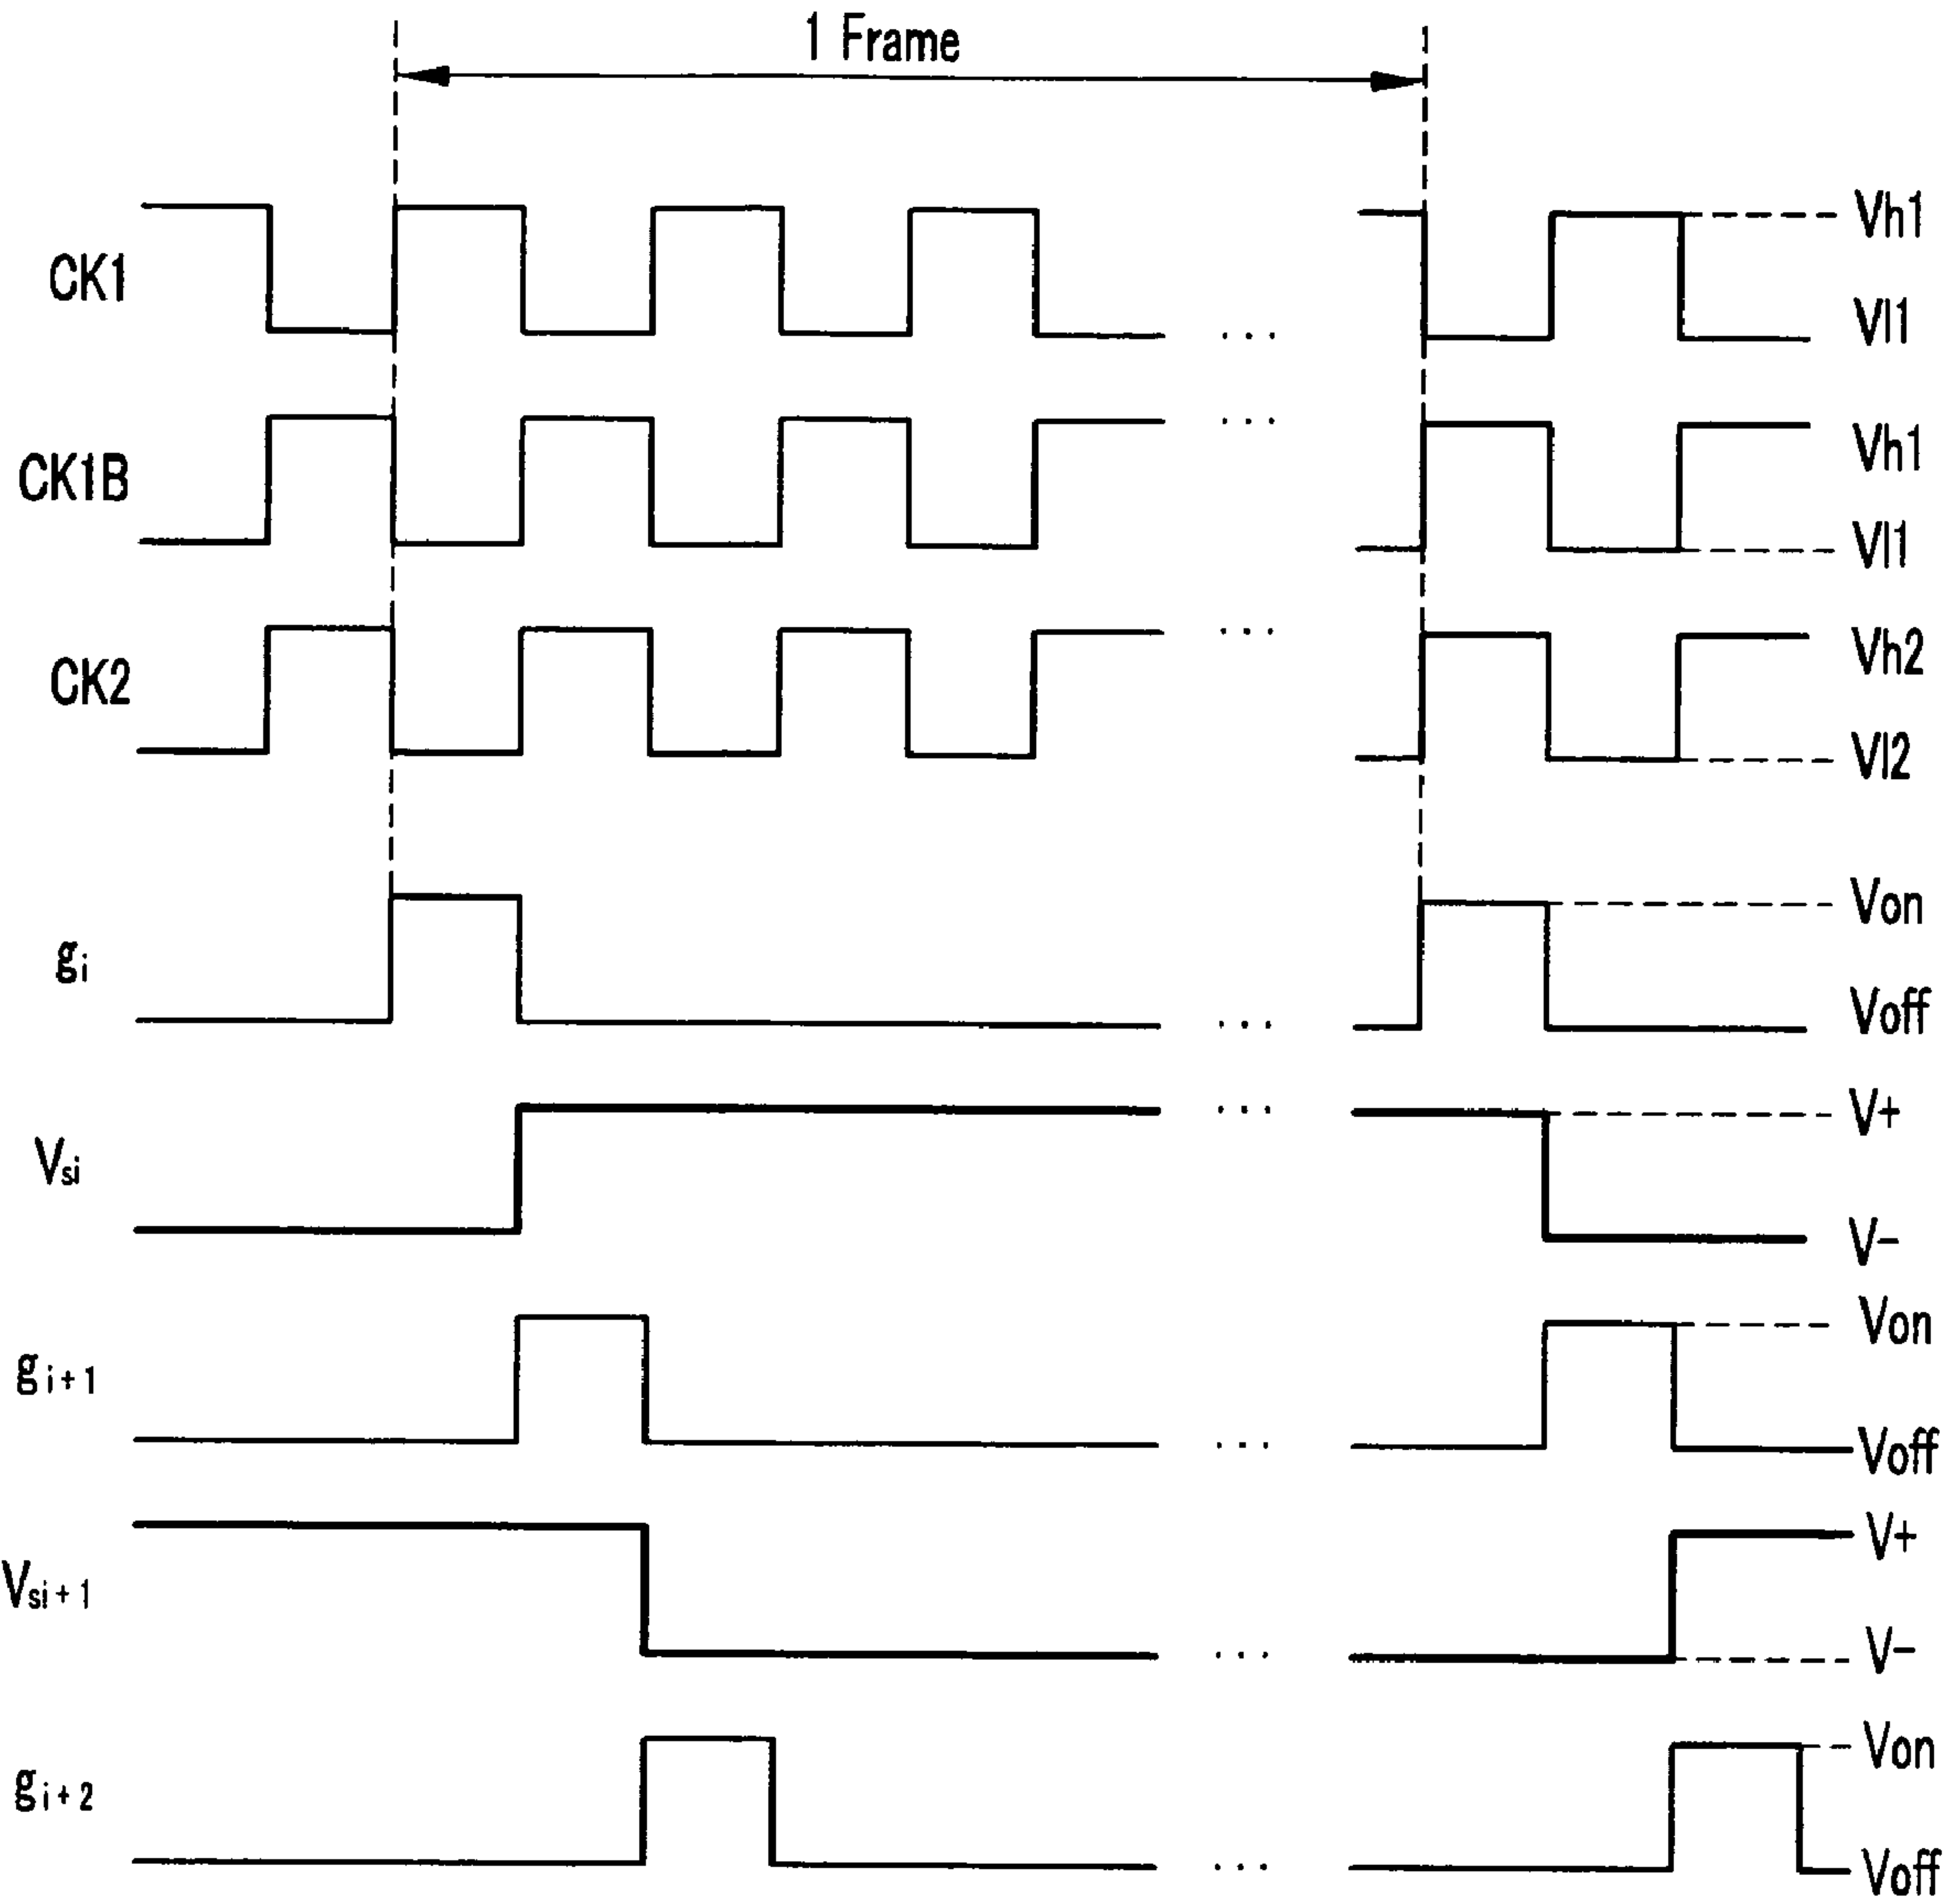 1 Frame
CK1
Vh1
Vl1
...
CK1B
Vh1
Vl1
...
CK2
Vh2
Vl2
...
gi
Von
Voff
...
Vsi
V+
V-
...
gi+1
Von
Voff
...
Vsi+1
V+
V-
...
gi+2
Von
Voff
...